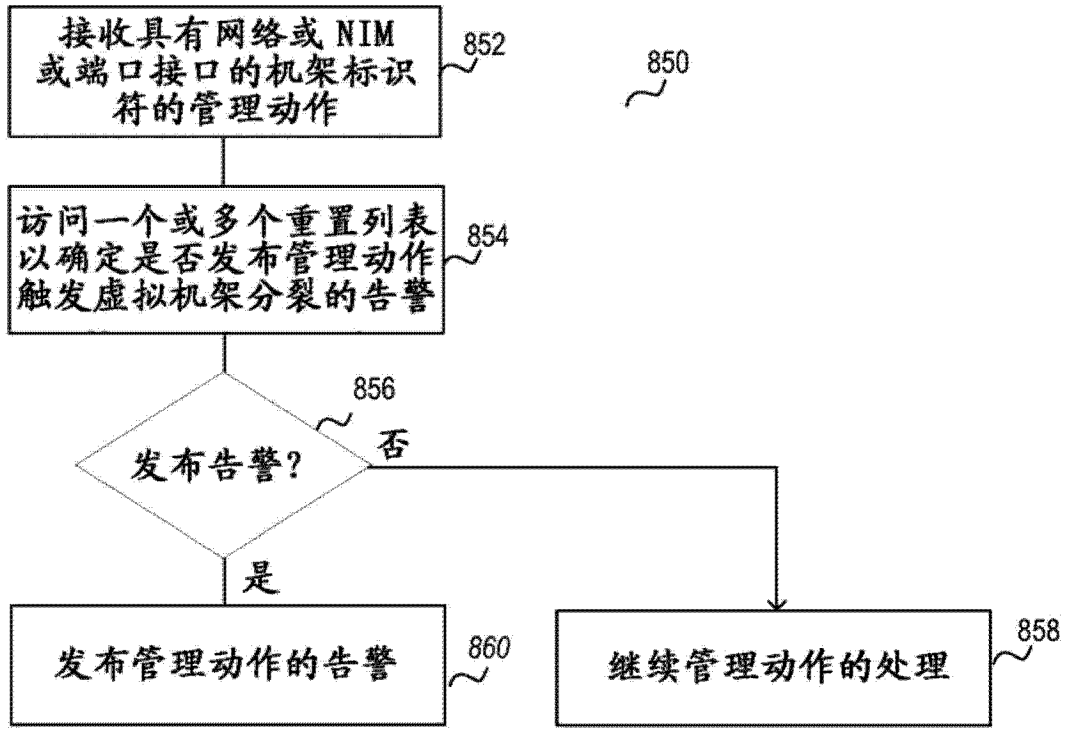 接收具有网络或NIM
或端口接口的机架标识
符的管理动作
852
850
访问一个或多个重置列表
以确定是否发布管理动作
触发虚拟机架分裂的告警
854
856
发布告警?
否
是
发布管理动作的告警
860
继续管理动作的处理
858